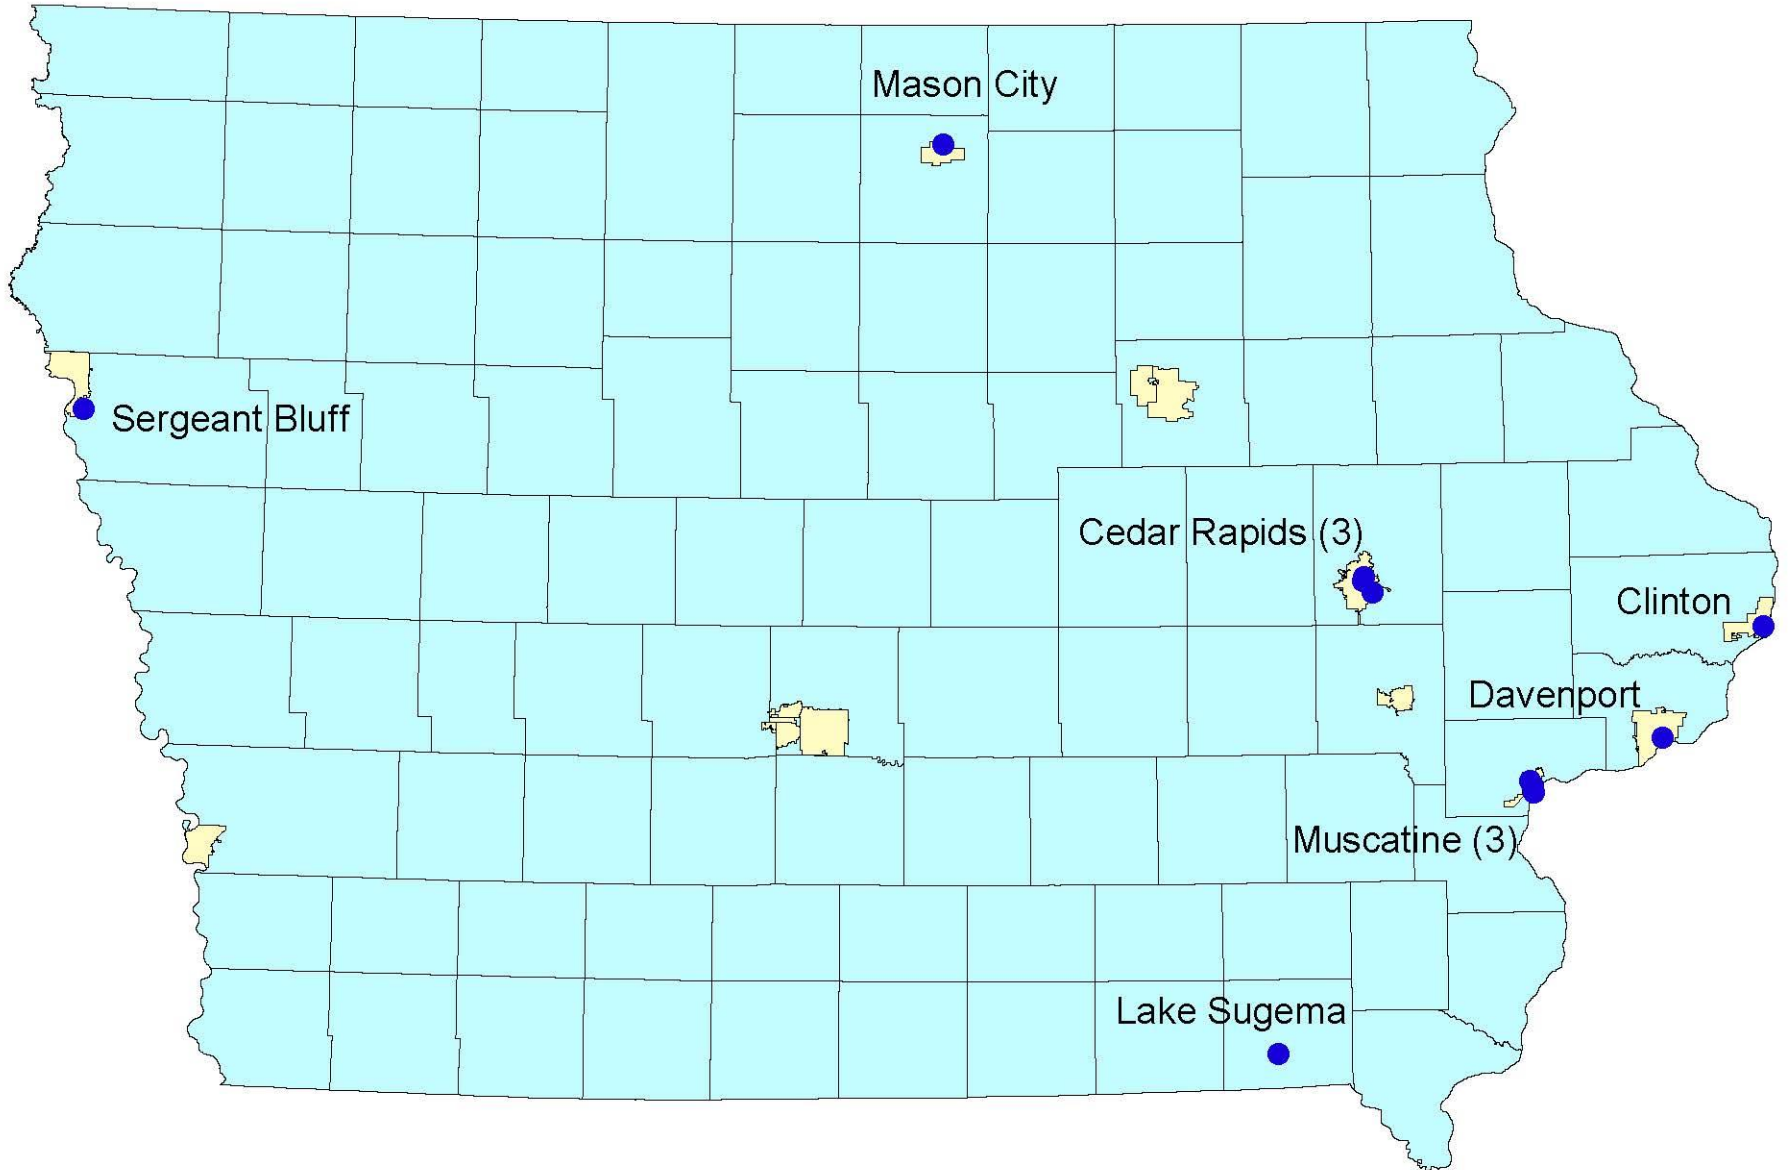 Mason City
Sergeant Bluff
Cedar Rapids (3)
Clinton
Davenport
Muscatine (3)
Lake Sugema